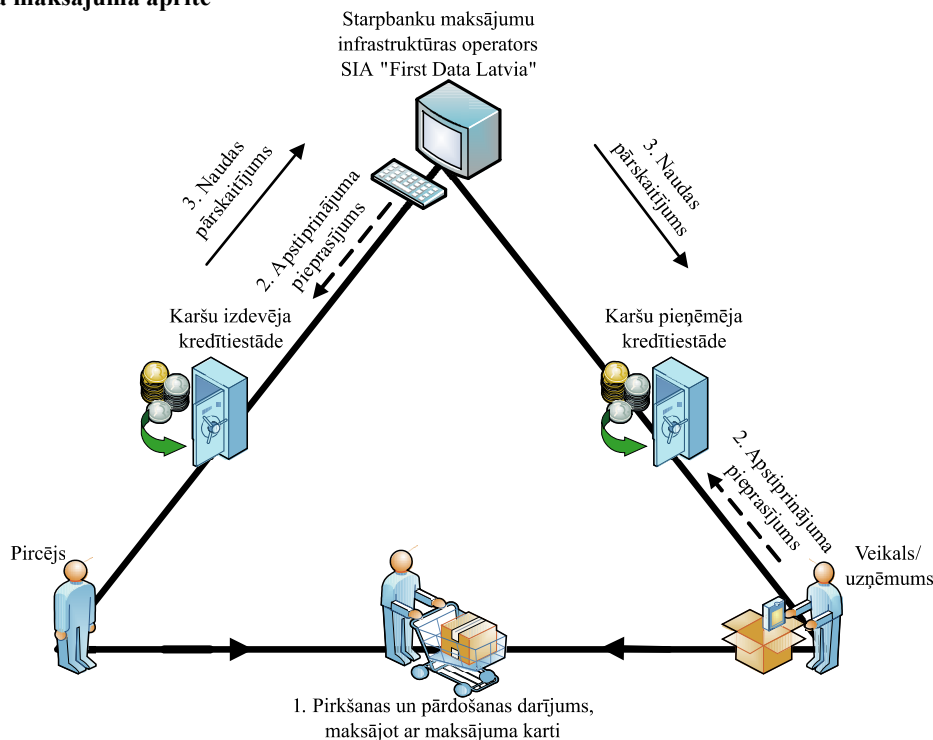 maksājuma aprite
Starpbanku maksājumu
infrastruktūras operators
SIA "First Data Latvia"
3. Naudas
pārskaitījums
2. Apstiprinājuma
pieprasījums
3. Naudas
pārskaitījums
Karšu izdevēja
kredītiestāde
Karšu pieņēmēja
kredītiestāde
2. Apstiprinājuma
pieprasījums
Pircējs
Veikals/
uzņēmums
1. Pirkšanas un pārdošanas darījums,
maksājot ar maksājuma karti